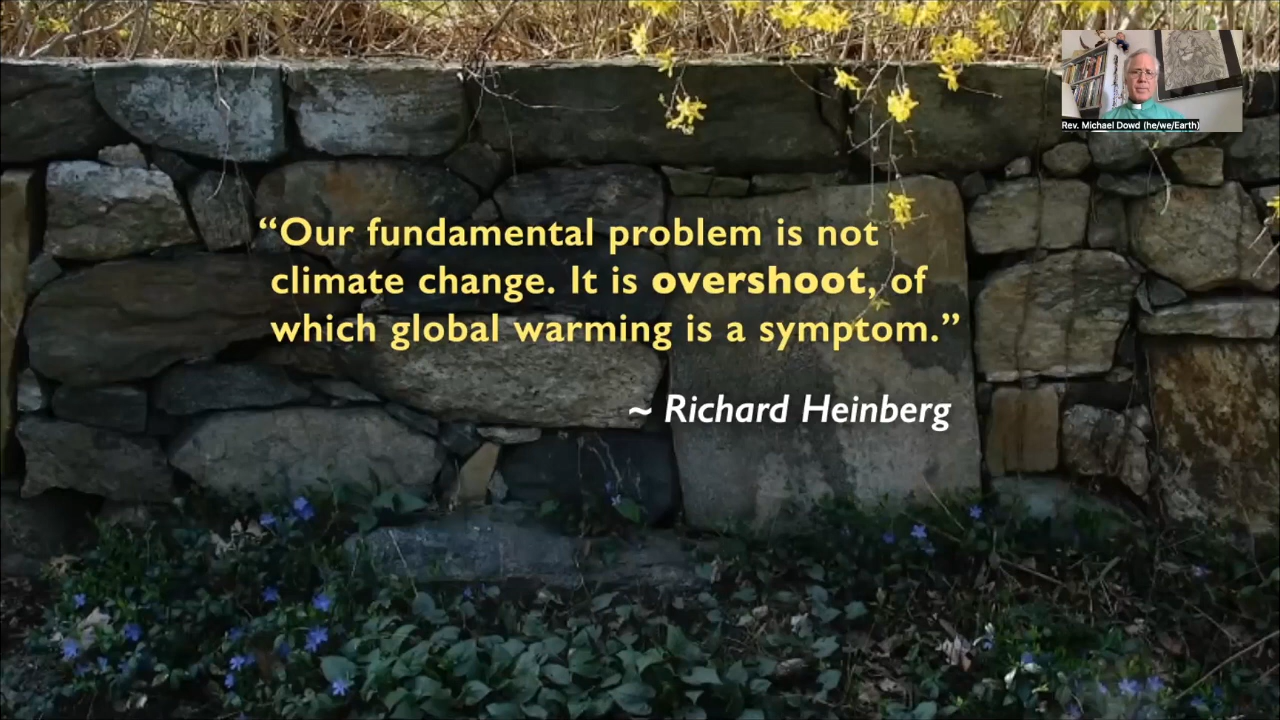 Rev. Michael Dowd (he/we/Earth)
“Our fundamental problem is not
climate change. It is overshoot, of
which global warming is a symptom.”
~ Richard Heinberg